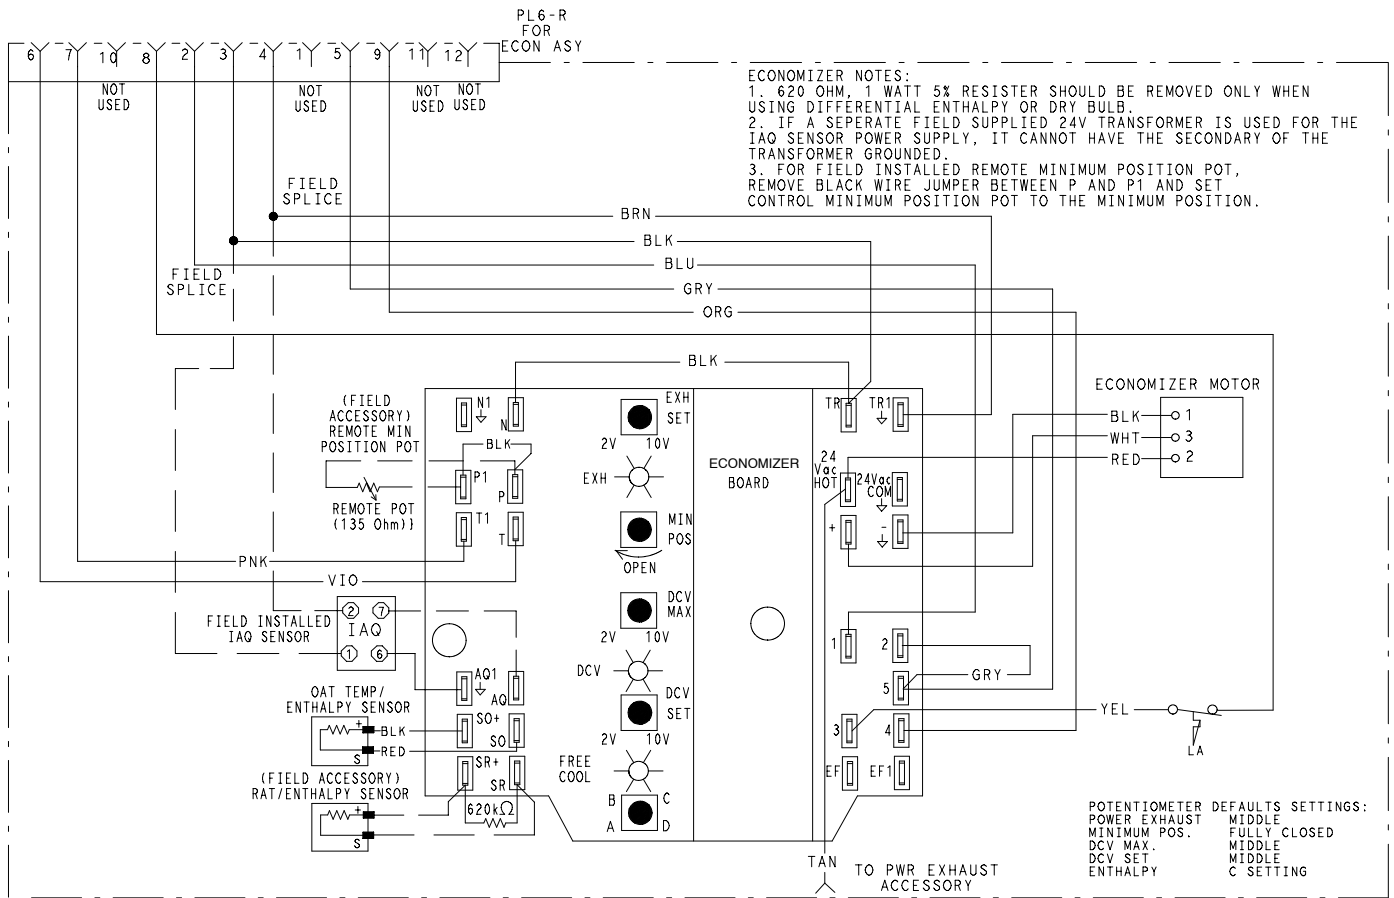 PL6-R
FOR
ECON ASY
6 7 10 8 2 3 4 1 5 9 11 12
NOT
USED
NOT
USED
NOT
USED
NOT
USED
ECONOMIZER NOTES:
1. 620 OHM, 1 WATT 5% RESISTER SHOULD BE REMOVED ONLY WHEN
USING DIFFERENTIAL ENTHALPY OR DRY BULB.
2. IF A SEPERATE FIELD SUPPLIED 24V TRANSFORMER IS USED FOR THE
IAQ SENSOR POWER SUPPLY, IT CANNOT HAVE THE SECONDARY OF THE
TRANSFORMER GROUNDED.
3. FOR FIELD INSTALLED REMOTE MINIMUM POSITION POT,
REMOVE BLACK WIRE JUMPER BETWEEN P AND P1 AND SET
CONTROL MINIMUM POSITION POT TO THE MINIMUM POSITION.
FIELD
SPLICE
BRN
BLK
BLU
FIELD
SPLICE
GRY
ORG
BLK
ECONOMIZER MOTOR
BLK 1
WHT 3
RED 2
(FIELD
ACCESSORY)
REMOTE MIN
POSITION POT
REMOTE POT
(135 Ohm)}
N1
N
BLK
P1
P
T1
T
EXH
SET
2V 10V
EXH
MIN
POS
OPEN
DCV
MAX
2V 10V
DCV
DCV
SET
2V 10V
FREE
COOL
B C
A D
ECONOMIZER
BOARD
TR TR1
24
Vac
HOT
24Vac
COM
+ -
1 2
5
GRY
3 4
EF EF1
PNK
VIO
FIELD INSTALLED
IAQ SENSOR
2 7
IAQ
1 6
AQ1
AQ
OAT TEMP/
ENTHALPY SENSOR
+
BLK
RED
S
SO+
SO
(FIELD ACCESSORY)
RAT/ENTHALPY SENSOR
+
S
SR+
SR
620kΩ
YEL
LA
TAN
TO PWR EXHAUST
ACCESSORY
POTENTIOMETER DEFAULTS SETTINGS:
POWER EXHAUST MIDDLE
MINIMUM POS. FULLY CLOSED
DCV MAX. MIDDLE
DCV SET MIDDLE
ENTHALPY C SETTING